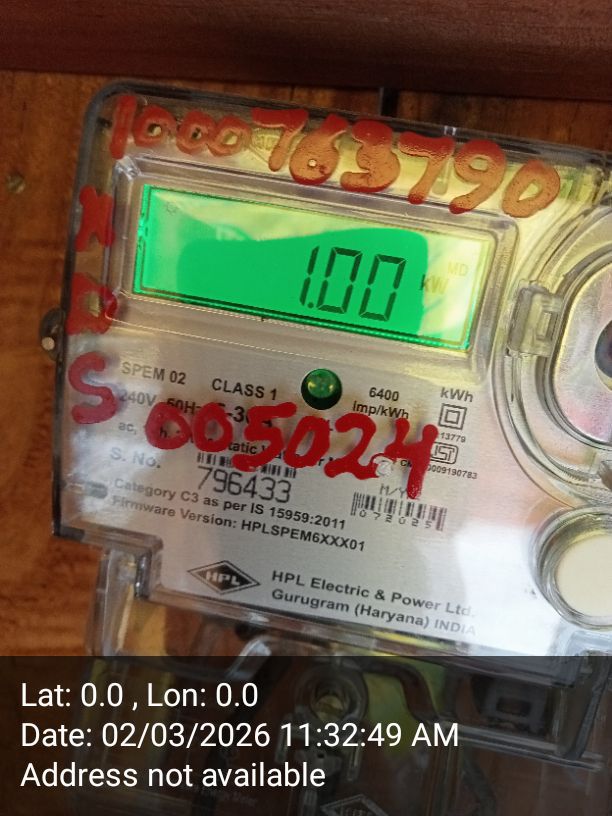 1000763790
X
D
S
1.00
MD
kW
SPEM 02 CLASS 1
6400
imp/kWh
kWh
240V
005024
S. No.
796433
M/Y
072025
Category C3 as per IS 15959:2011
Firmware Version: HPLSPEM6XXX01
HPL
HPL Electric & Power Ltd.
Gurugram (Haryana) INDIA
Lat: 0.0 , Lon: 0.0
Date: 02/03/2026 11:32:49 AM
Address not available